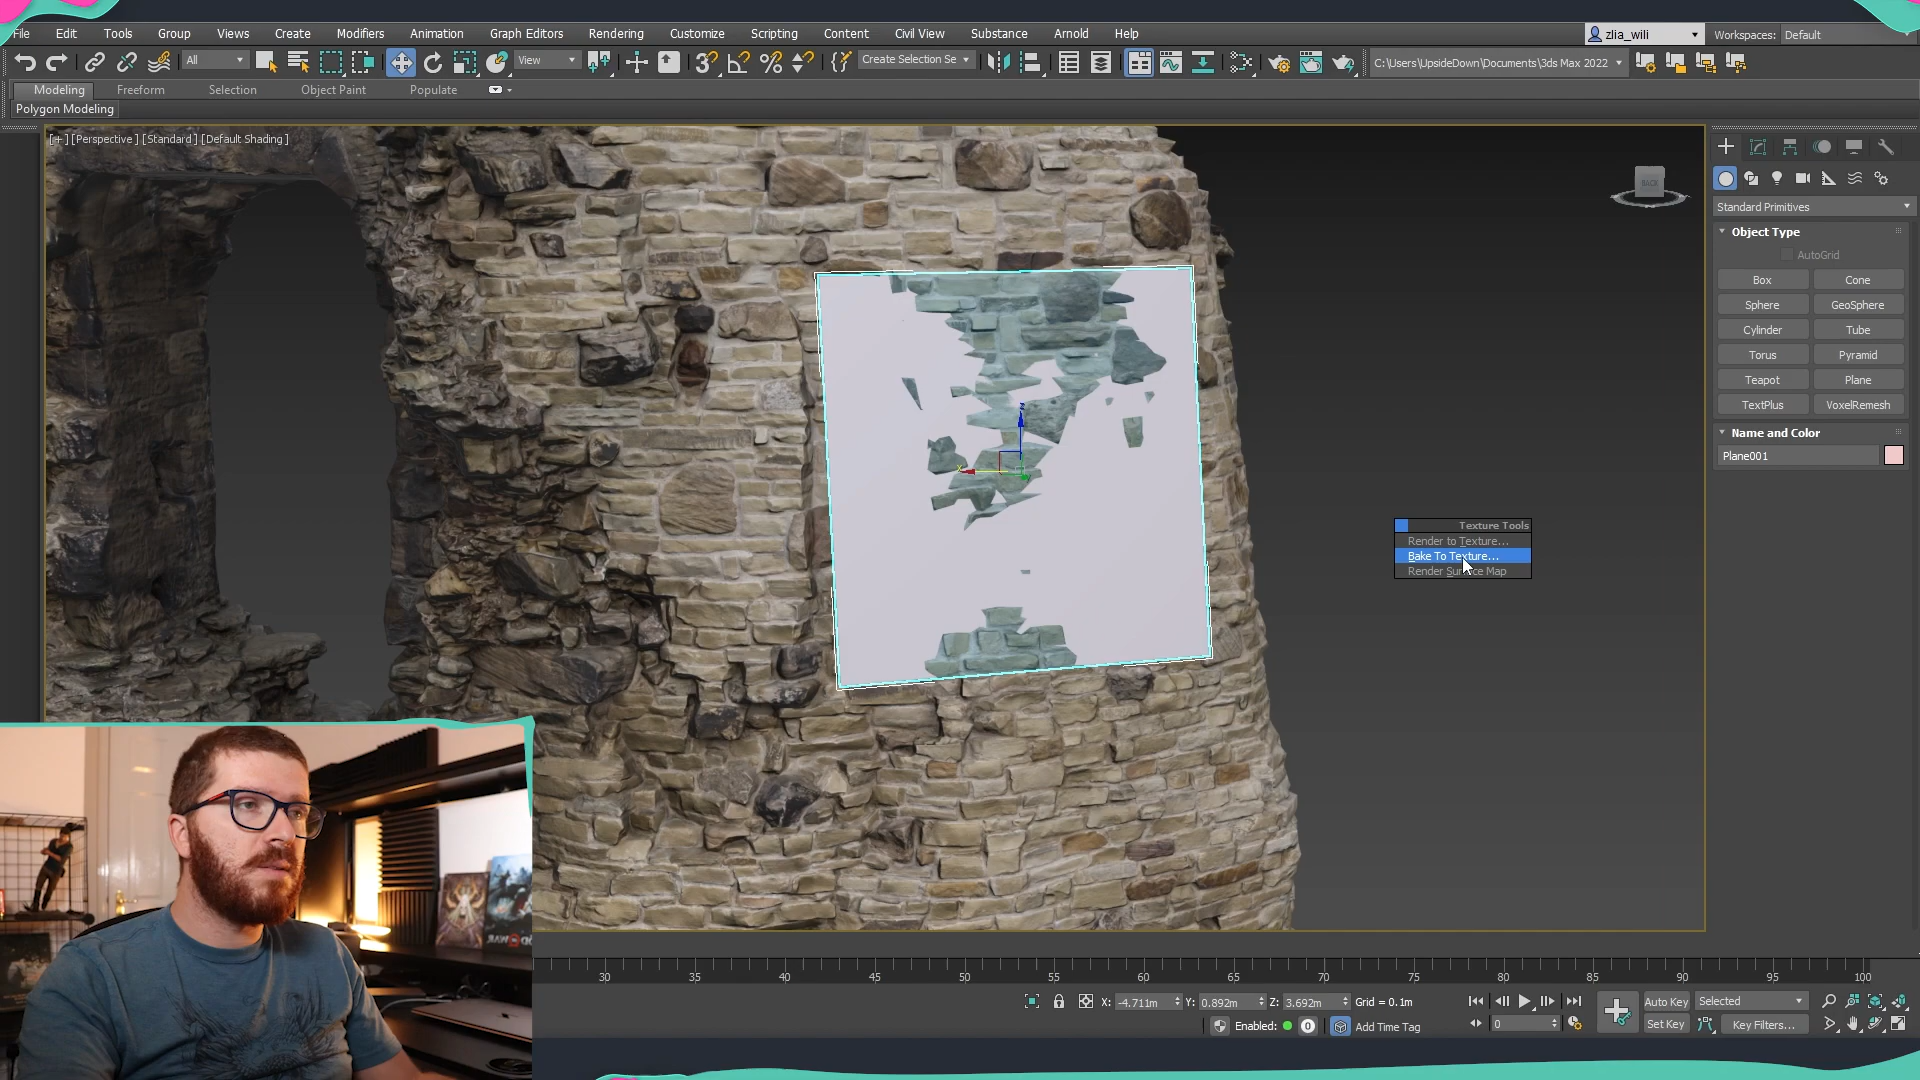 File Edit Tools Group Views Create Modifiers Animation Graph Editors Rendering Customize Scripting Civil View Content Substance Arnold Help zlia_wili Workspaces: Default
All View Create Selection Se C:\Users\UpsideDown\Documents\3ds Max 2022
Modeling Freeform Selection Object Paint Populate
Polygon Modeling
[+] [Perspective] [Standard] [Default Shading]
BACK
Standard Primitives
Object Type
AutoGrid
Box Cone
Sphere GeoSphere
Cylinder Tube
Torus Pyramid
Teapot Plane
TextPlus VoxelRemesh
Name and Color
Plane001
z
x
y
Texture Tools
Render to Texture...
Bake To Texture...
Render Surface Map
30 35 40 45 50 55 60 65 70 75 80 85 90 95 100
X: -4.711m Y: 0.892m Z: 3.692m Grid = 0.1m Auto Key Selected
Enabled: 0 Add Time Tag 0 Set Key Key Filters...